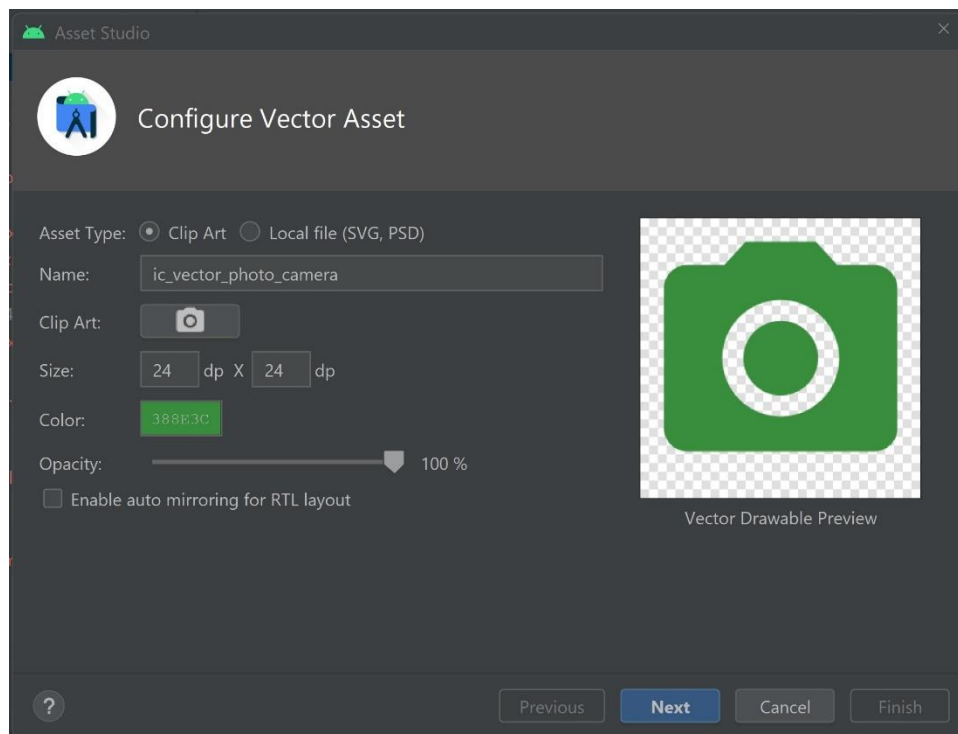 Asset Studio
Configure Vector Asset
Asset Type: Clip Art Local file (SVG, PSD)
Name: ic_vector_photo_camera
Clip Art:
Size: 24 dp X 24 dp
Color: 388E3C
Opacity: 100 %
Enable auto mirroring for RTL layout
Vector Drawable Preview
? Previous Next Cancel Finish